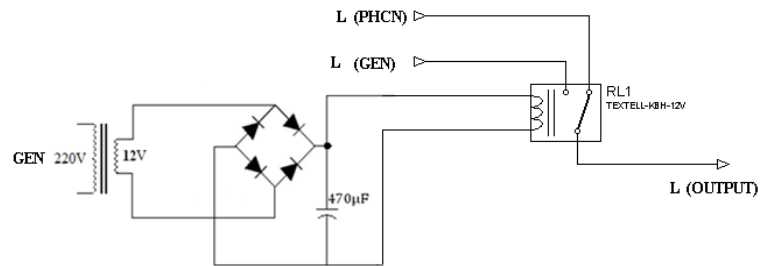 L (PHCN)
L (GEN)
RL1
TEXTELL-KBH-12V
GEN 220V
12V
470µF
L (OUTPUT)